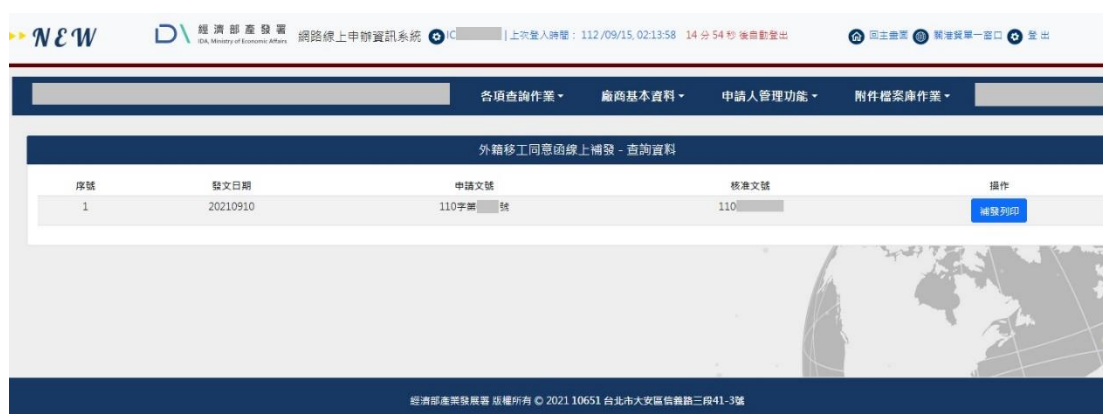 NEW
經濟部產發署
IDA, Ministry of Economic Affairs
網路線上申辦資訊系統 IC | 上次登入時間：112/09/15, 02:13:58 14 分 54 秒 後自動登出 回主畫面 關港貿單一窗口 登出
各項查詢作業 廠商基本資料 申請人管理功能 附件檔案庫作業
外籍移工同意函線上補發 - 查詢資料
序號 發文日期 申請文號 核准文號 操作
1 20210910 110字第 號 110 補發列印
經濟部產業發展署 版權所有 © 2021 10651 台北市大安區信義路三段41-3號